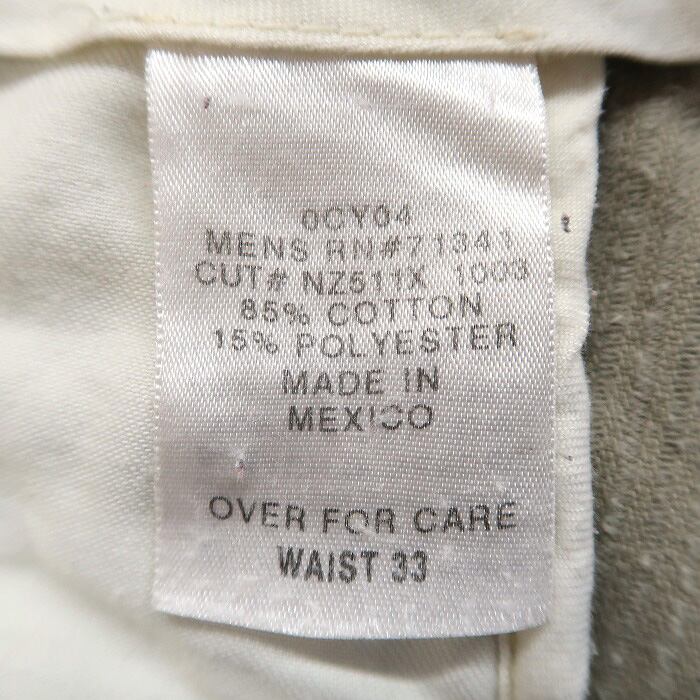 0CY04
MENS RN#71341
CUT# NZ511X 1003
85% COTTON
15% POLYESTER
MADE IN
MEXICO
OVER FOR CARE
WAIST 33